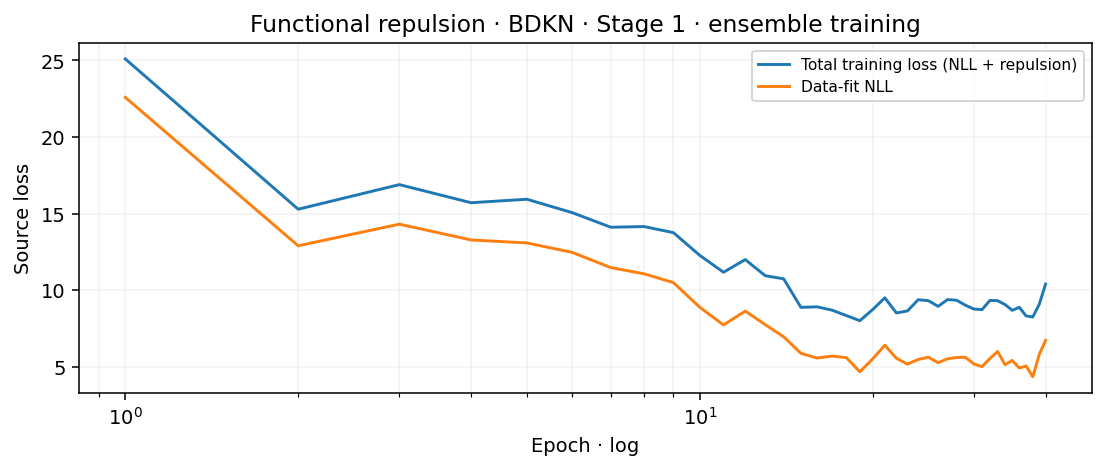 Functional repulsion · BDKN · Stage 1 · ensemble training
Total training loss (NLL + repulsion)
Data-fit NLL
Source loss
25
20
15
10
5
10⁰
10¹
Epoch · log